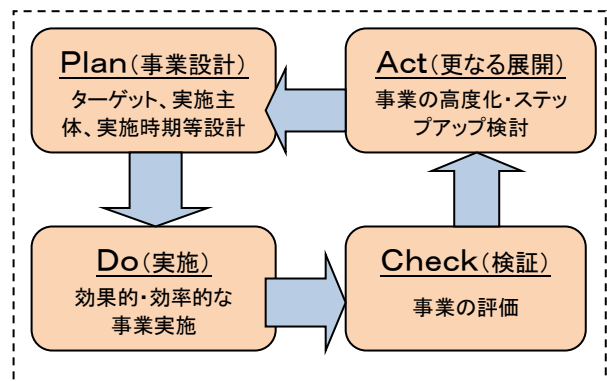 Plan(事業設計)
ターゲット、実施主
体、実施時期等設計
Act(更なる展開)
事業の高度化・ステッ
プアップ検討
Do(実施)
効果的・効率的な
事業実施
Check(検証)
事業の評価